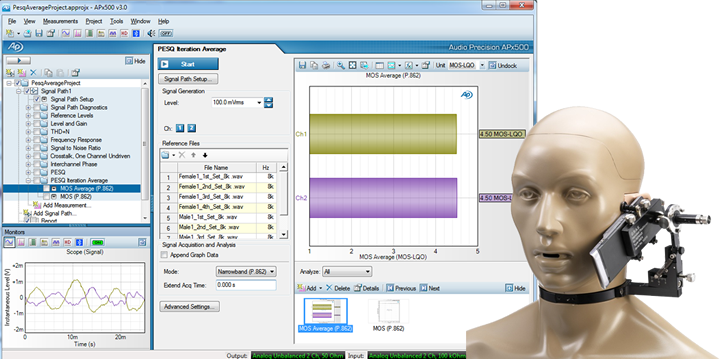 PesqAverageProject.approjx - APx500 v3.0
File View Measurements Project Tools Window Help
OFF
AP
Audio Precision APx500
Hide
PesqAverageProject
Signal Path1
Signal Path Setup
Signal Path Diagnostics
Reference Levels
Level and Gain
THD+N
Frequency Response
Signal to Noise Ratio
Crosstalk, One Channel Undriven
Interchannel Phase
PESQ
PESQ Iteration Average
MOS Average (P.862)
MOS (P.862)
Add Measurement...
Add Signal Path...
Report
Monitors
Scope (Signal)
Instantaneous Level (V)
+2m
+1m
0
-1m
-2m
0 10m 20m
Time (s)
PESQ Iteration Average
Start
Signal Path Setup...
Signal Generation
Level: 100.0 mVrms
Ch: 1 2
Reference Files
File Name Hz
1 Female1_1st_Set_8k.wav 8k
2 Female1_2nd_Set_8k.wav 8k
3 Female1_3rd_Set_8k.wav 8k
4 Female1_4th_Set_8k.wav 8k
5 Male1_1st_Set_8k.wav 8k
6 Male1_2nd_Set_8k.wav 8k
7 Male1_3rd_Set_8k.wav 8k
Signal Acquisition and Analysis
Append Graph Data
Mode: Narrowband (P.862)
Extend Acq Time: 0.000 s
Advanced Settings...
Unit MOS-LQO Undock
MOS Average (P.862)
AP
Ch1
4.50 MOS-LQO
Ch2
4.50 MOS-LQO
1 2 3 4 5
MOS Average (P.862)
Analyze: All
Add Delete Details Previous Next Hide
MOS Average (P.862)
MOS (P.862)
Output: Analog Unbalanced 2 Ch, 50 Ohm Input: Analog Unbalanced 2 Ch, 100 kOhm